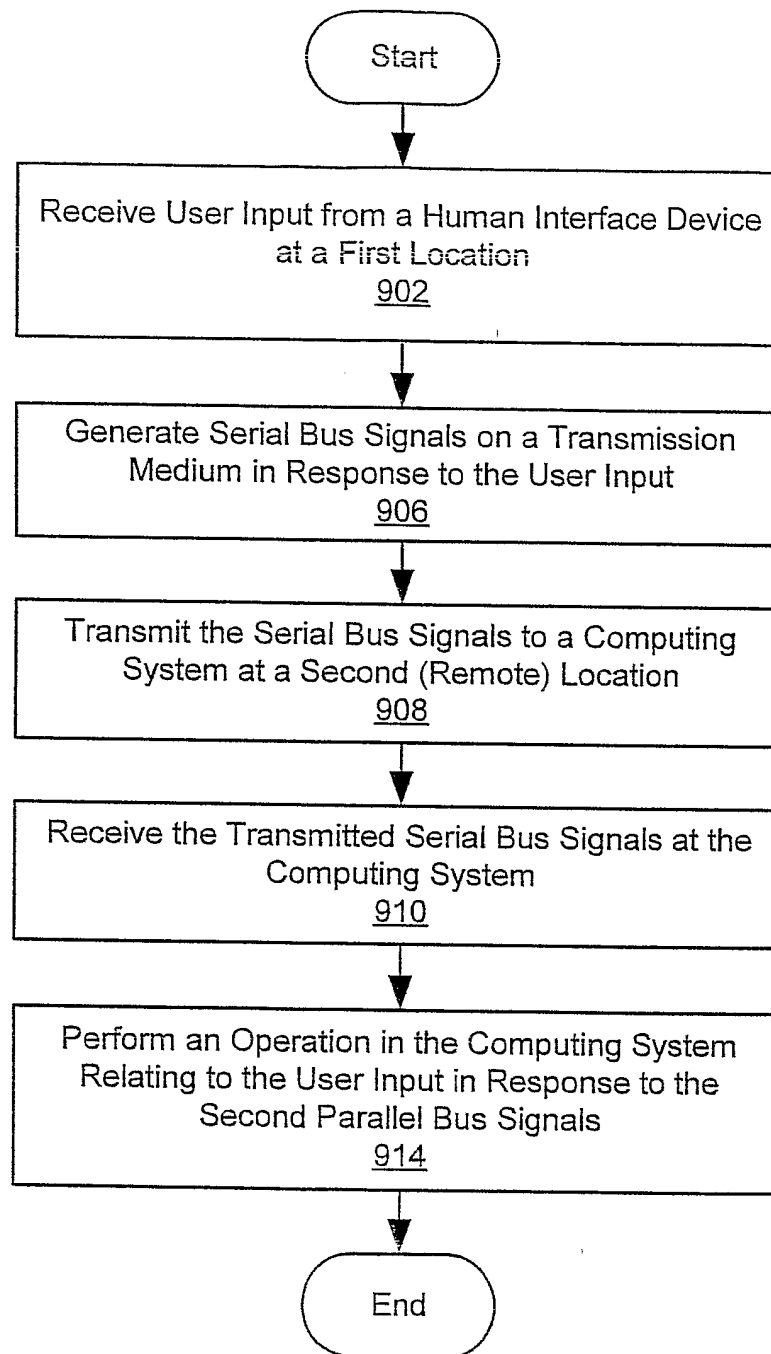 Start
Receive User Input from a Human Interface Device
at a First Location
902
Generate Serial Bus Signals on a Transmission
Medium in Response to the User Input
906
Transmit the Serial Bus Signals to a Computing
System at a Second (Remote) Location
908
Receive the Transmitted Serial Bus Signals at the
Computing System
910
Perform an Operation in the Computing System
Relating to the User Input in Response to the
Second Parallel Bus Signals
914
End